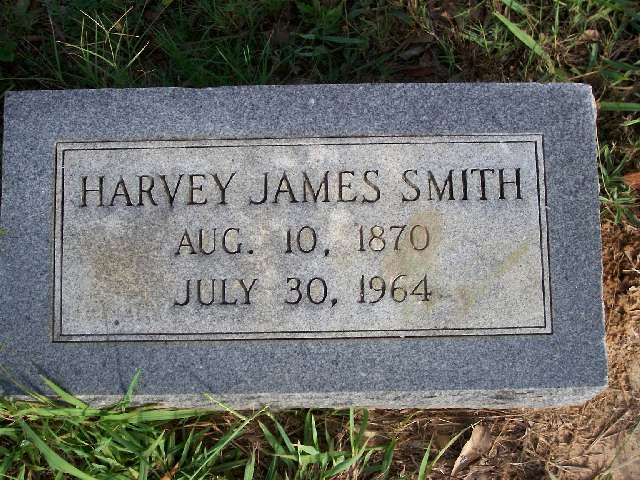 HARVEY JAMES SMITH
AUG. 10, 1870
JULY 30, 1964